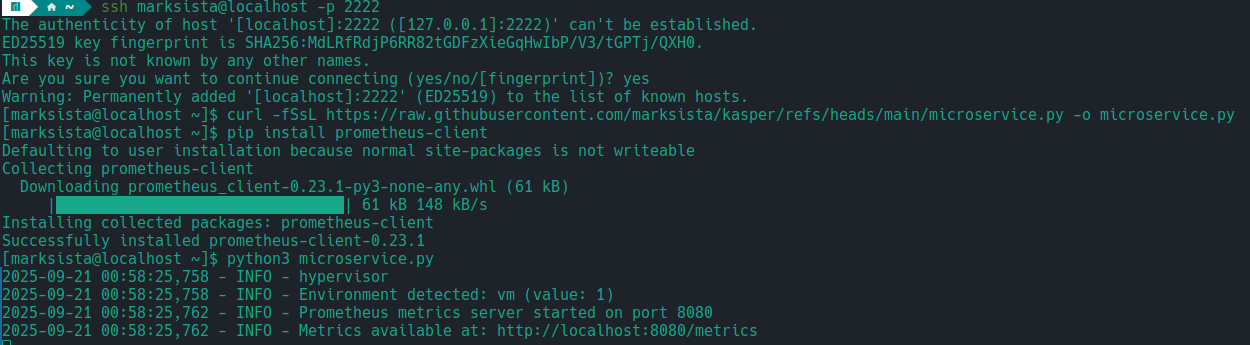 ~ ssh marksista@localhost -p 2222
The authenticity of host '[localhost]:2222 ([127.0.0.1]:2222)' can't be established.
ED25519 key fingerprint is SHA256:MdLRfRdjP6RR82tGDFzXieGqHwIbP/V3/tGPTj/QXH0.
This key is not known by any other names.
Are you sure you want to continue connecting (yes/no/[fingerprint])? yes
Warning: Permanently added '[localhost]:2222' (ED25519) to the list of known hosts.
[marksista@localhost ~]$ curl -fSsL https://raw.githubusercontent.com/marksista/kasper/refs/heads/main/microservice.py -o microservice.py
[marksista@localhost ~]$ pip install prometheus-client
Defaulting to user installation because normal site-packages is not writeable
Collecting prometheus-client
  Downloading prometheus_client-0.23.1-py3-none-any.whl (61 kB)
     |████████████████████████████████| 61 kB 148 kB/s
Installing collected packages: prometheus-client
Successfully installed prometheus-client-0.23.1
[marksista@localhost ~]$ python3 microservice.py
2025-09-21 00:58:25,758 - INFO - hypervisor
2025-09-21 00:58:25,758 - INFO - Environment detected: vm (value: 1)
2025-09-21 00:58:25,762 - INFO - Prometheus metrics server started on port 8080
2025-09-21 00:58:25,762 - INFO - Metrics available at: http://localhost:8080/metrics